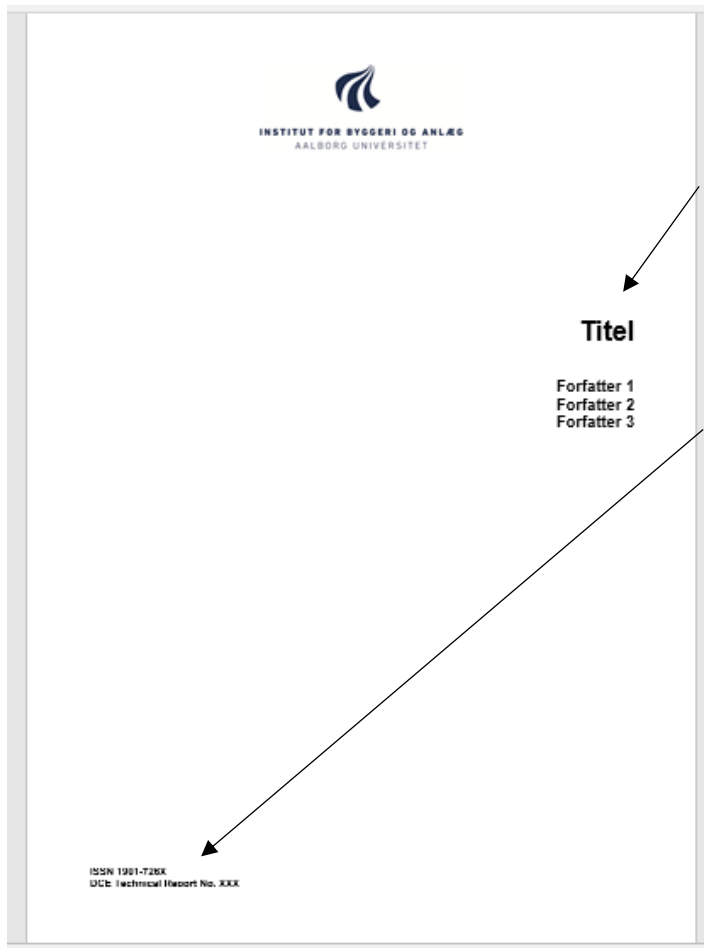 INSTITUT FOR BYGGERI OG ANLÆG
AALBORG UNIVERSITET
Titel
Forfatter 1
Forfatter 2
Forfatter 3
ISSN 1901-726X
DCE Technical Report No. XXX